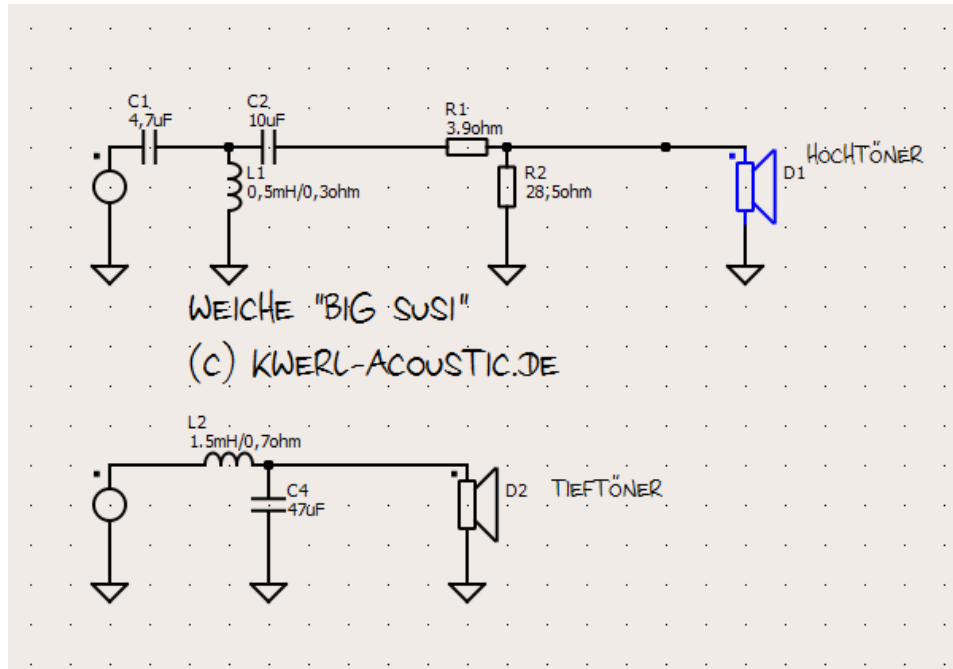 C1
4,7uF
C2
10uF
R1
3.9ohm
L1
0,5mH/0,3ohm
R2
28,5ohm
D1
HOCHTÖNER
WEICHE "BIG SUSI"
(C) KWERL-ACOUSTIC.DE
L2
1.5mH/0,7ohm
C4
47uF
D2
TIEFTÖNER